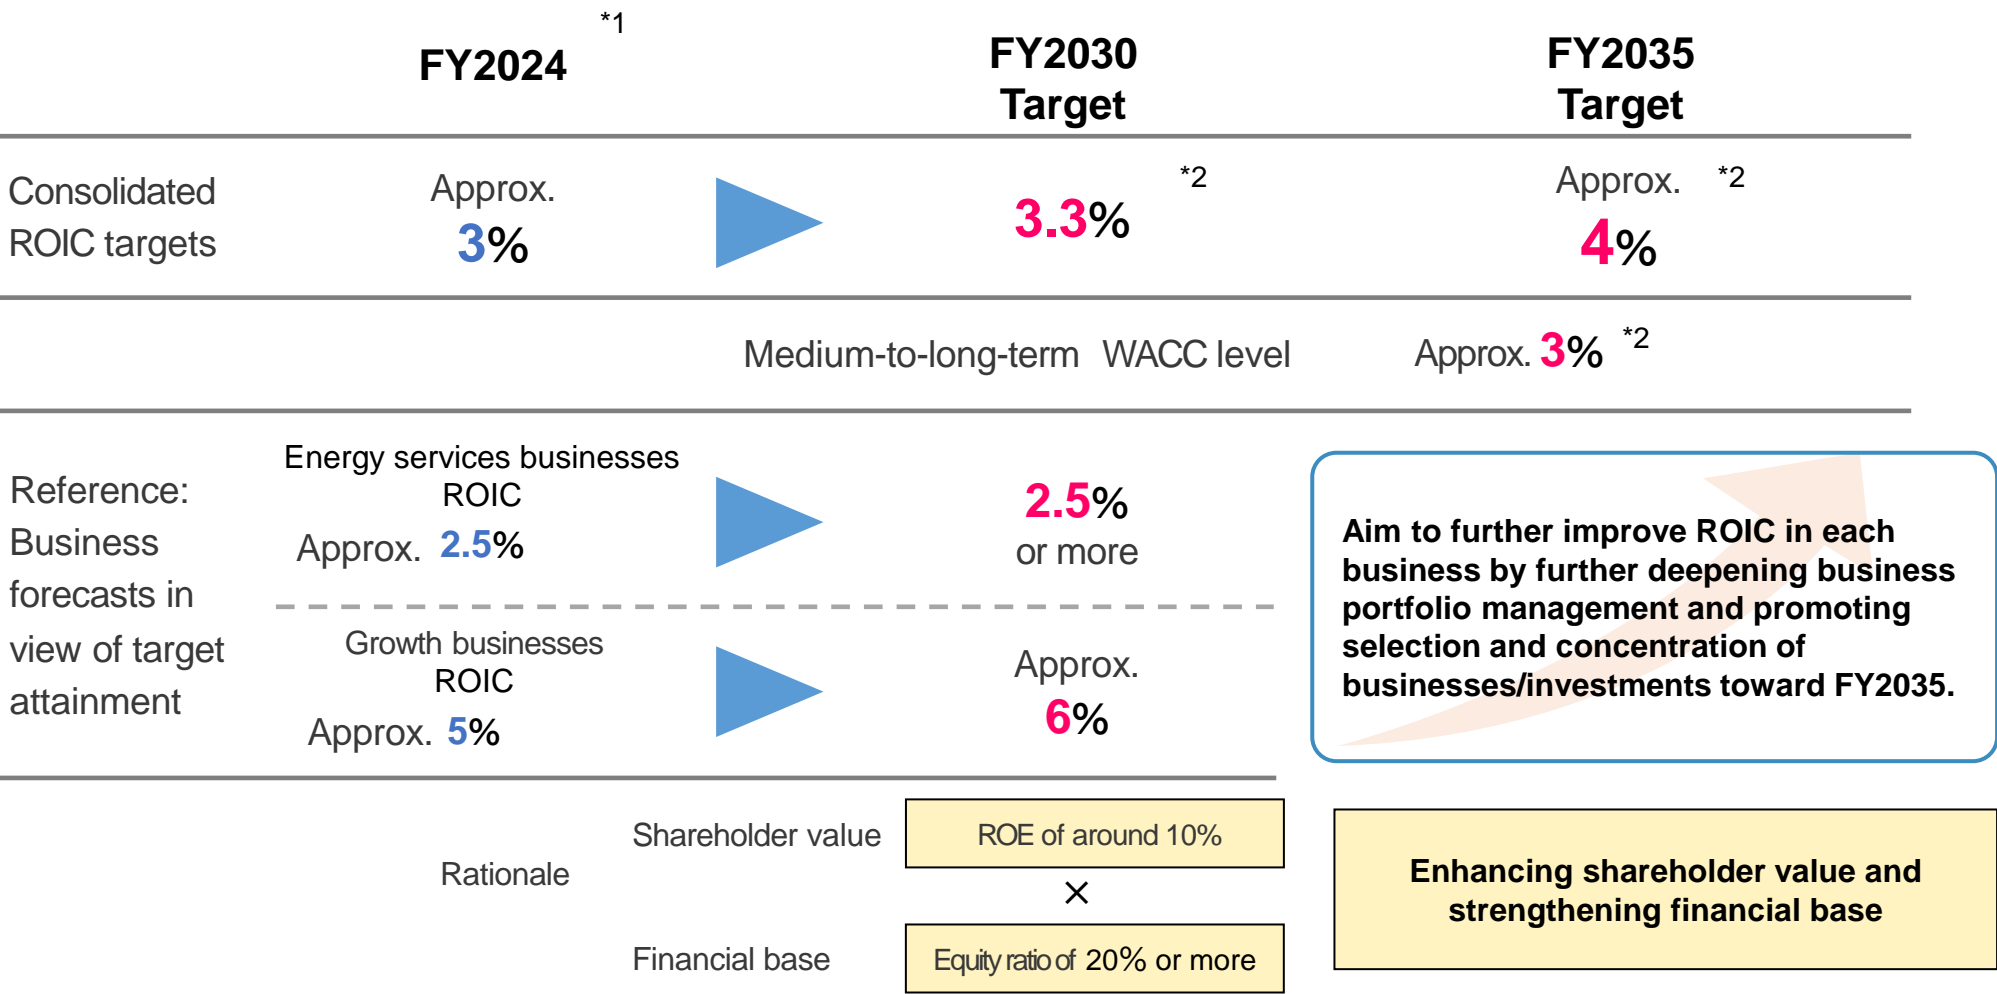 *1
FY2024
FY2030
Target
FY2035
Target
Consolidated
ROIC targets
Approx.
3%
*2
3.3%
Approx. *2
4%
Medium-to-long-term WACC level
Approx. 3% *2
Reference:
Business
forecasts in
view of target
attainment
Energy services businesses
ROIC
Approx. 2.5%
2.5%
or more
Growth businesses
ROIC
Approx. 5%
Approx.
6%
Aim to further improve ROIC in each
business by further deepening business
portfolio management and promoting
selection and concentration of
businesses/investments toward FY2035.
Rationale
Shareholder value
ROE of around 10%
×
Financial base
Equity ratio of 20% or more
Enhancing shareholder value and
strengthening financial base